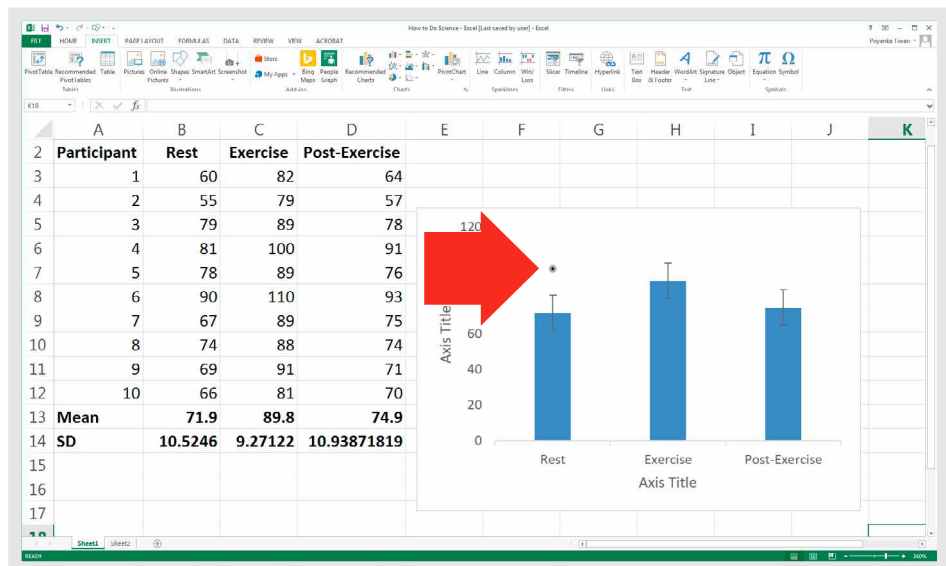 How to Do Science - Excel [Last saved by user] - Excel
FILE HOME INSERT PAGE LAYOUT FORMULAS DATA REVIEW VIEW ACROBAT
Store
My Apps
PivotTable Recommended PivotTables Table Pictures Online Pictures Shapes SmartArt Screenshot Bing Maps People Graph Recommended Charts PivotChart Line Column Win/Loss Slicer Timeline Hyperlink Text Box Header & Footer WordArt Signature Line Object Equation Symbol
Tables Illustrations Add-ins Charts Sparklines Filters Links Text Symbols
fx
A B C D E F G H I J K
2 Participant Rest Exercise Post-Exercise
3 1 60 82 64
4 2 55 79 57
5 3 79 89 78
6 4 81 100 91
7 5 78 89 76
8 6 90 110 93
9 7 67 89 75
10 8 74 88 74
11 9 69 91 71
12 10 66 81 70
13 Mean 71.9 89.8 74.9
14 SD 10.5246 9.27122 10.93871819
15
16
17
18
120
60
40
20
0
Axis Title
Rest Exercise Post-Exercise
Axis Title
Sheet1 Sheet2
READY 240%